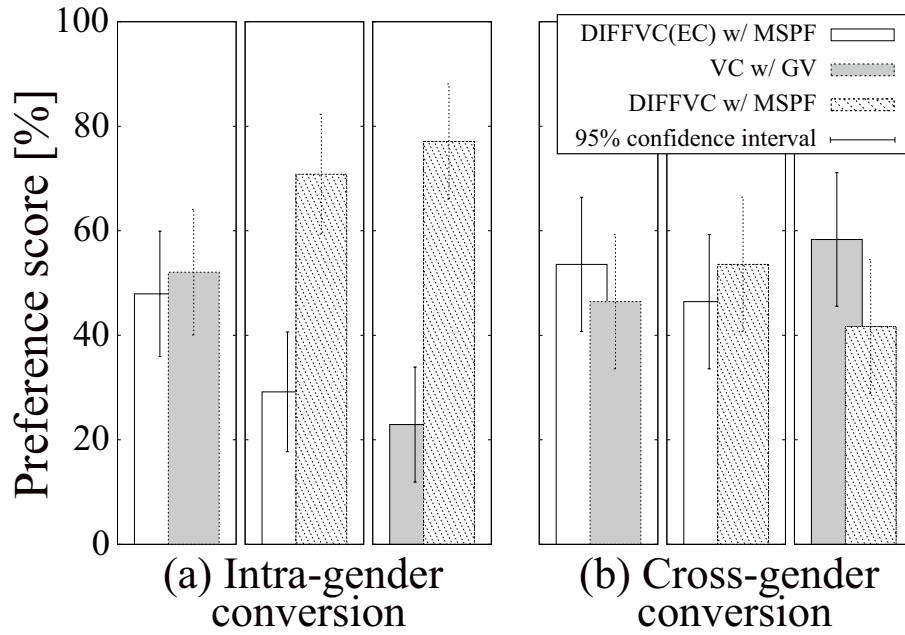 Preference score [%]
100
80
60
40
20
0
DIFFVC(EC) w/ MSPF
VC w/ GV
DIFFVC w/ MSPF
95% confidence interval
(a) Intra-gender
conversion
(b) Cross-gender
conversion